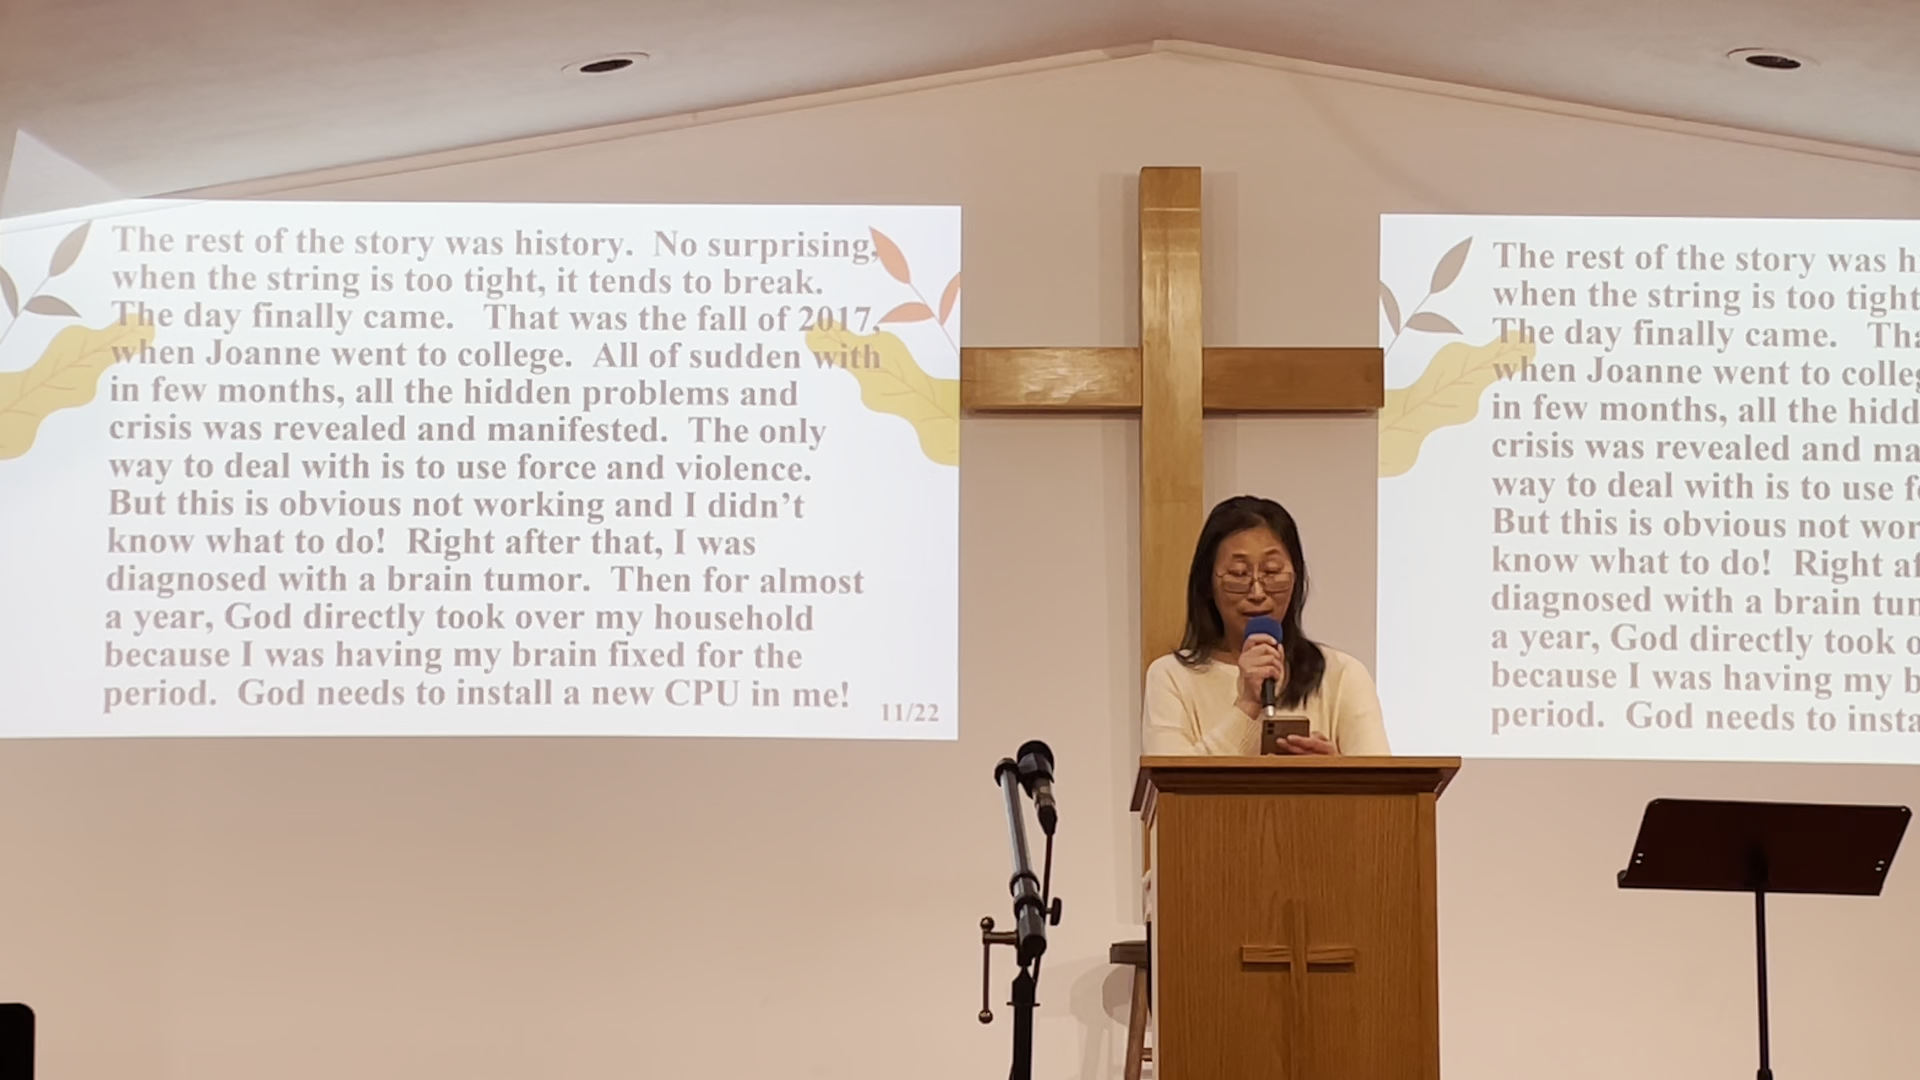 The rest of the story was history.  No surprising,
when the string is too tight, it tends to break.
The day finally came.   That was the fall of 2017,
when Joanne went to college.  All of sudden with
in few months, all the hidden problems and
crisis was revealed and manifested.  The only
way to deal with is to use force and violence.
But this is obvious not working and I didn’t
know what to do!  Right after that, I was
diagnosed with a brain tumor.  Then for almost
a year, God directly took over my household
because I was having my brain fixed for the
period.  God needs to install a new CPU in me!
11/22
The rest of the story was
when the string is too tight
The day finally came.
when Joanne went to
in few months, all the
crisis was revealed and
way to deal with is to use
But this is obvious not
know what to do!  Right
diagnosed with a brain
a year, God directly took
because I was having my
period.  God needs to